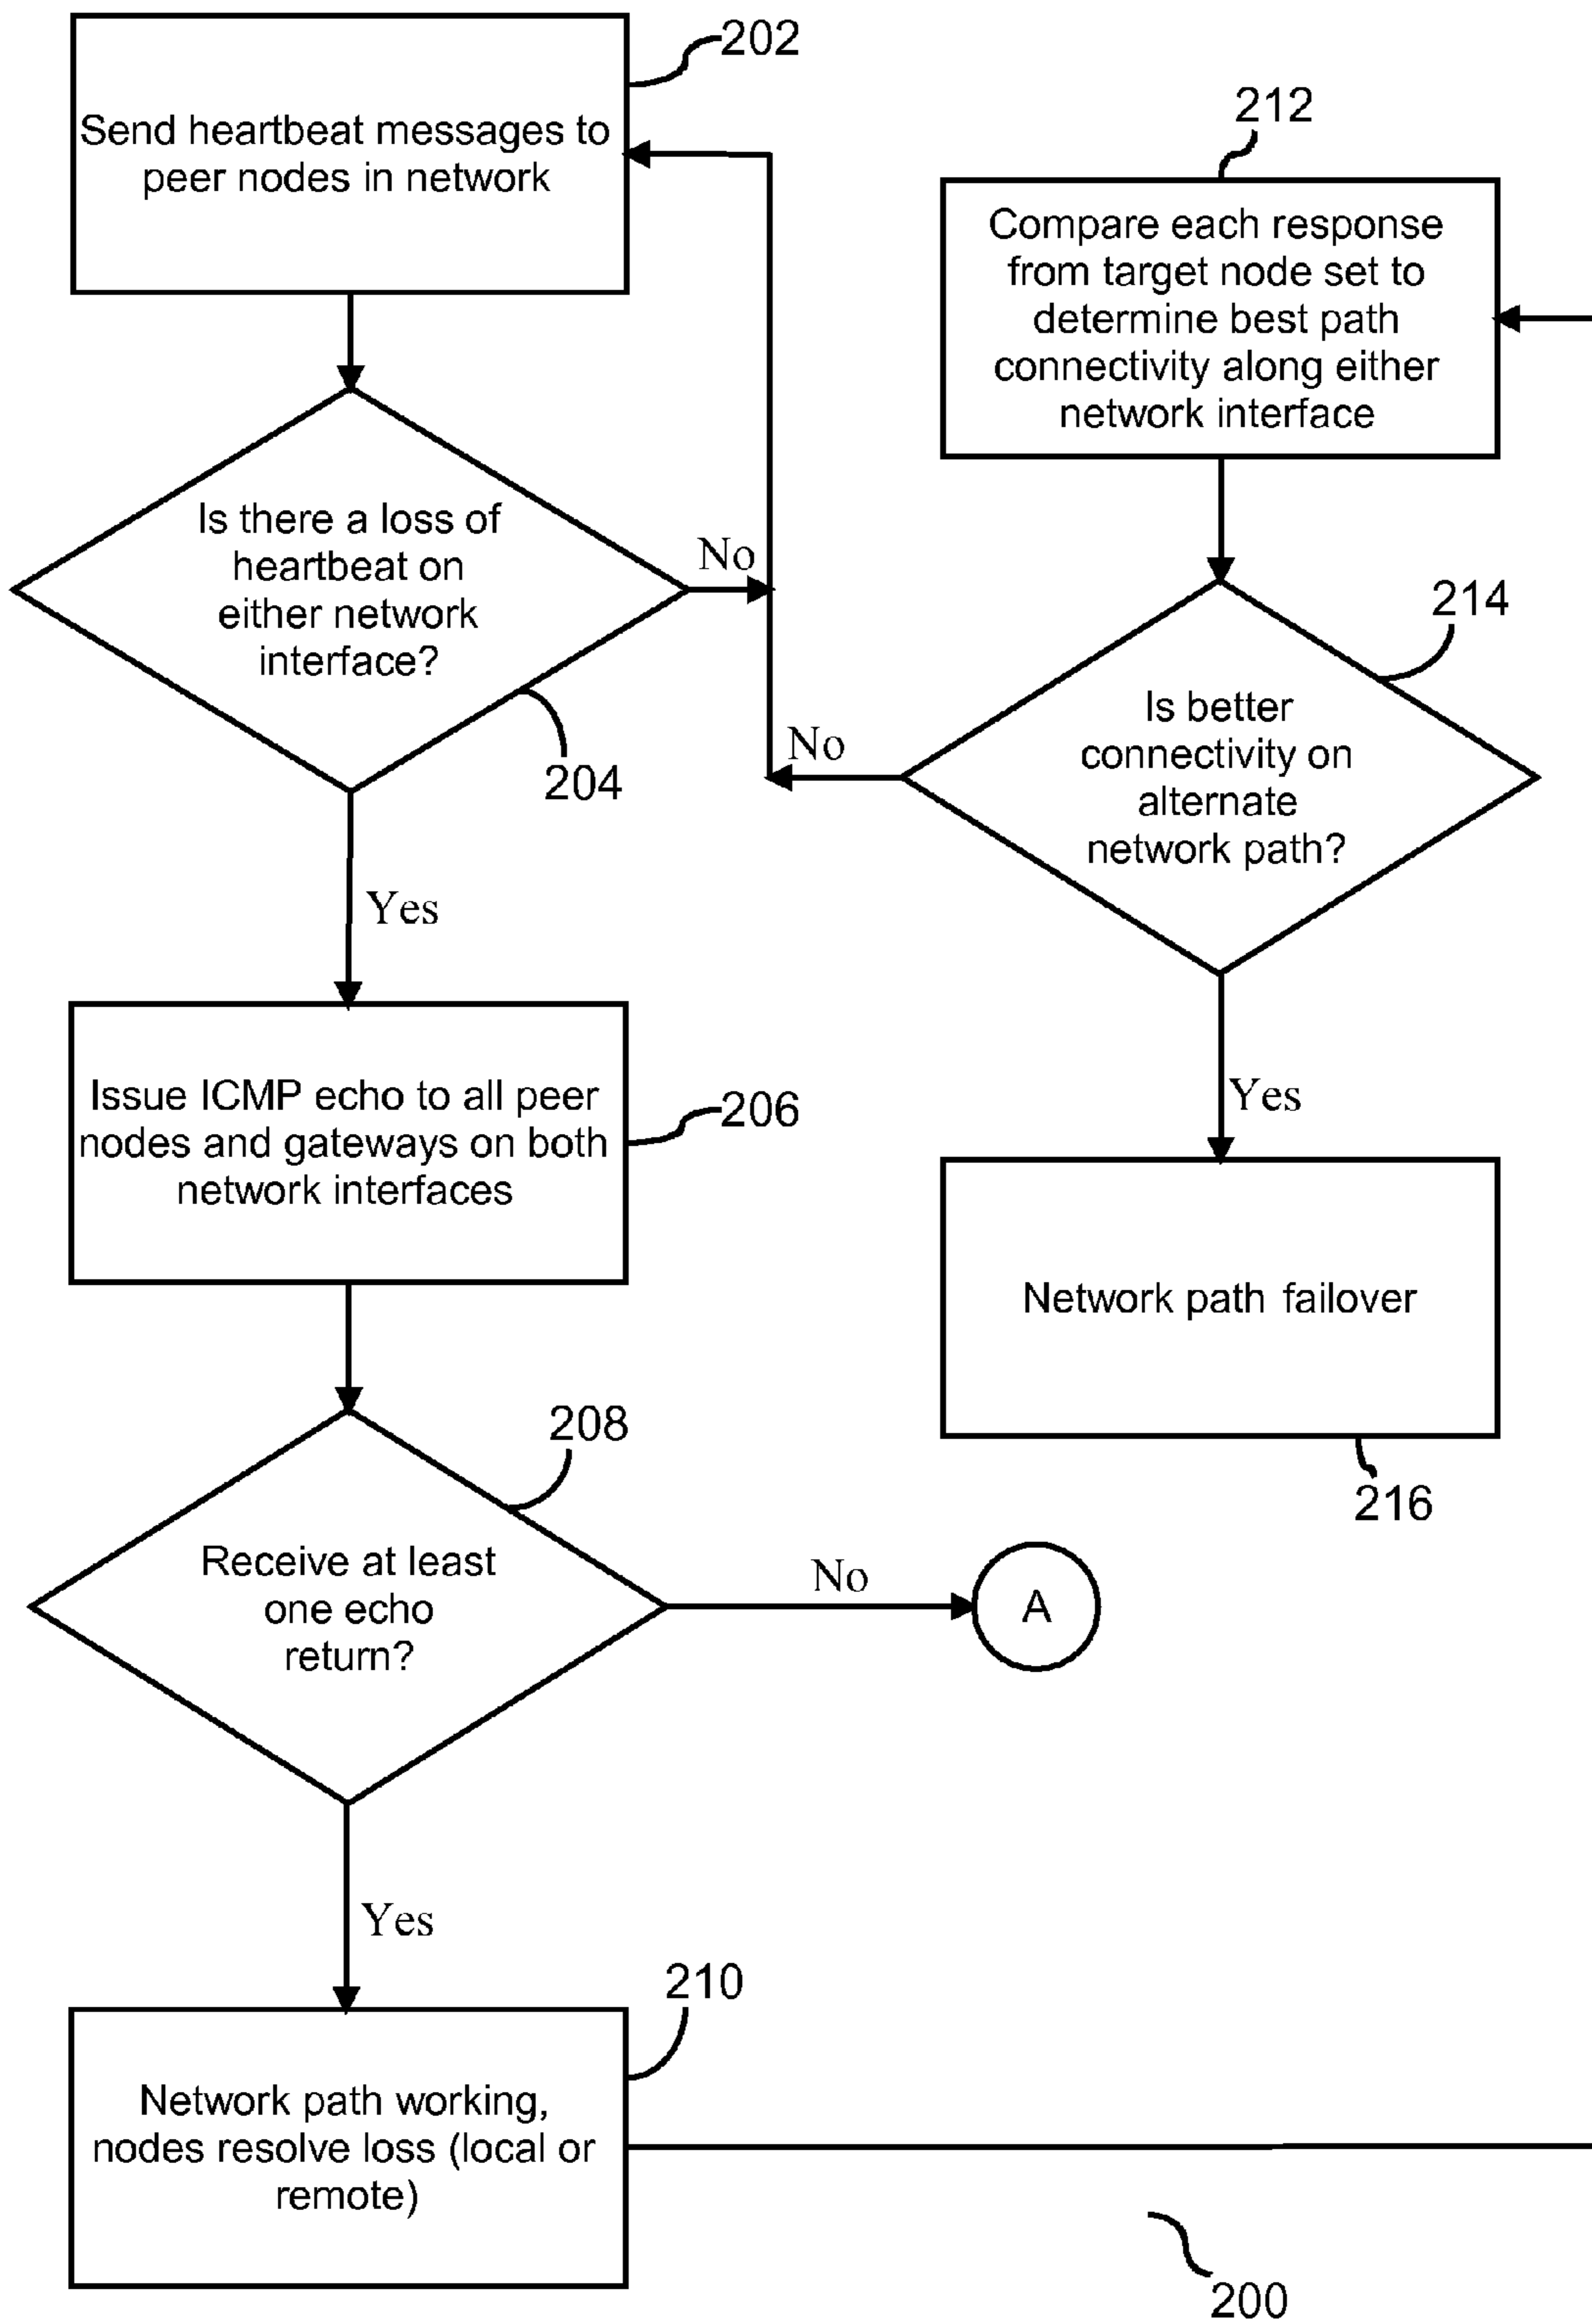 202
Send heartbeat messages to
peer nodes in network
Is there a loss of
heartbeat on
either network
interface?
No
204
Yes
Issue ICMP echo to all peer
nodes and gateways on both
network interfaces
206
208
Receive at least
one echo
return?
No
A
Yes
210
Network path working,
nodes resolve loss (local or
remote)
212
Compare each response
from target node set to
determine best path
connectivity along either
network interface
214
Is better
connectivity on
alternate
network path?
No
Yes
Network path failover
216
200